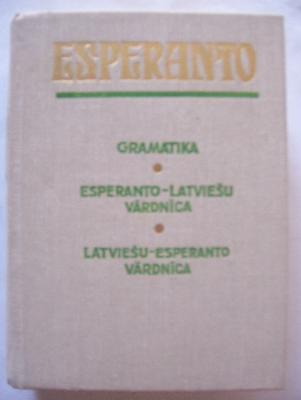 ESPERANTO
GRAMATIKA
ESPERANTO-LATVIEŠU
VĀRDNĪCA
LATVIEŠU-ESPERANTO
VĀRDNĪCA